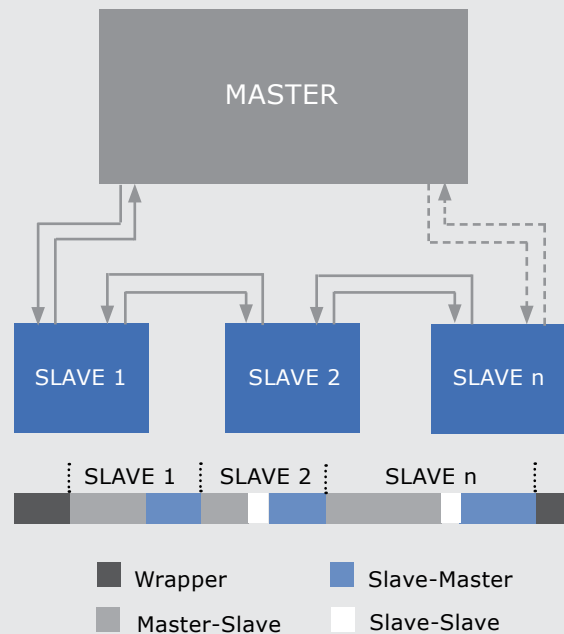 MASTER
SLAVE 1
SLAVE 2
SLAVE n
SLAVE 1
SLAVE 2
SLAVE n
Wrapper
Slave-Master
Master-Slave
Slave-Slave